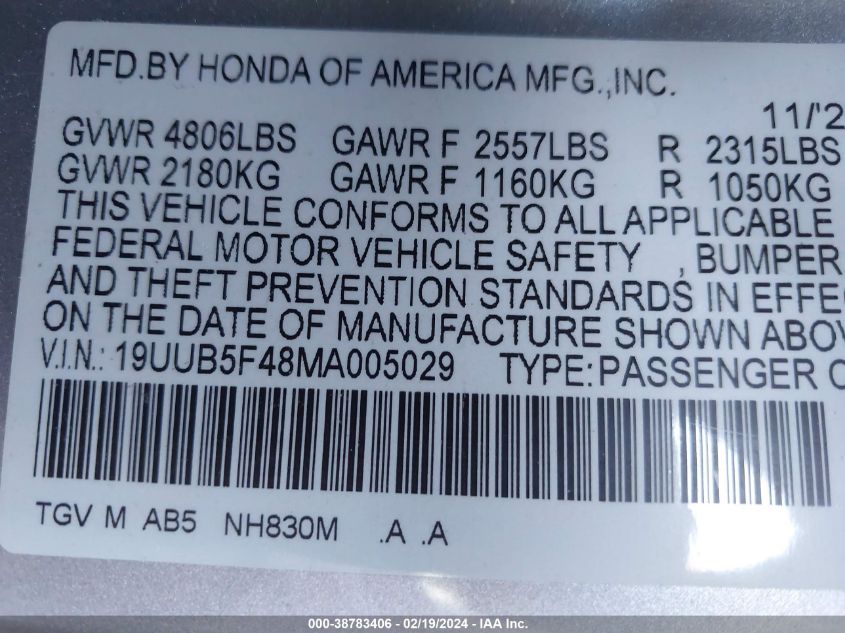 MFD.BY HONDA OF AMERICA MFG.,INC.
11/'2
GVWR 4806LBS GAWR F 2557LBS R 2315LBS
GVWR 2180KG GAWR F 1160KG R 1050KG
THIS VEHICLE CONFORMS TO ALL APPLICABLE
FEDERAL MOTOR VEHICLE SAFETY , BUMPER
AND THEFT PREVENTION STANDARDS IN EFFE
ON THE DATE OF MANUFACTURE SHOWN ABOV
V.I.N.: 19UUB5F48MA005029 TYPE:PASSENGER C
TGV M AB5 NH830M .A .A
000-38783406 - 02/19/2024 - IAA Inc.